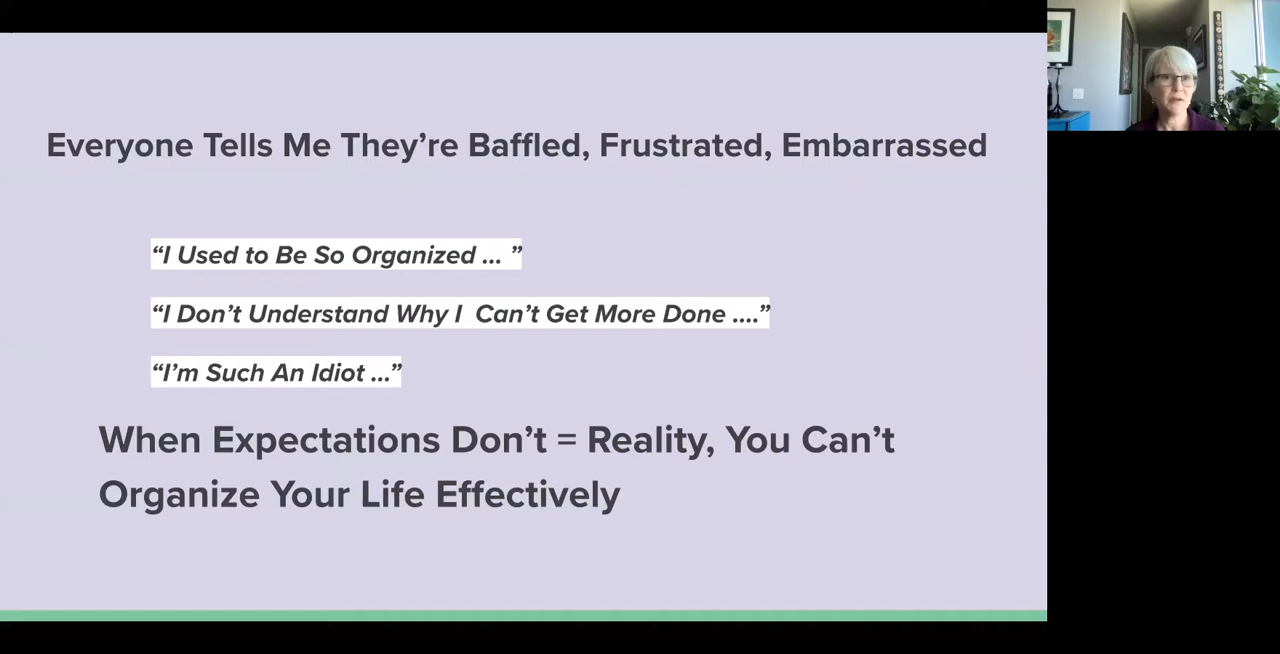 Everyone Tells Me They’re Baffled, Frustrated, Embarrassed
“I Used to Be So Organized ... ”
“I Don’t Understand Why I  Can’t Get More Done ....”
“I’m Such An Idiot ...”
When Expectations Don’t = Reality, You Can’t
Organize Your Life Effectively